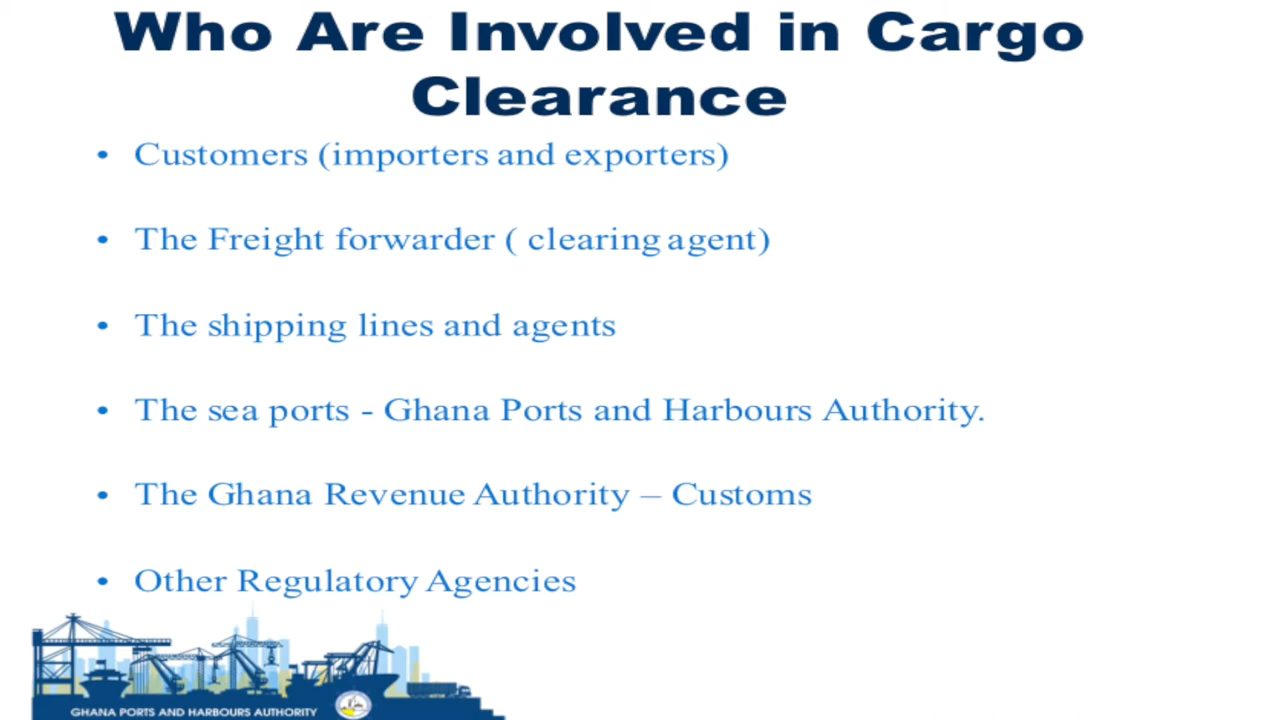 Who Are Involved in Cargo
Clearance
• Customers (importers and exporters)
• The Freight forwarder ( clearing agent)
• The shipping lines and agents
• The sea ports - Ghana Ports and Harbours Authority.
• The Ghana Revenue Authority – Customs
• Other Regulatory Agencies
GHANA PORTS AND HARBOURS AUTHORITY